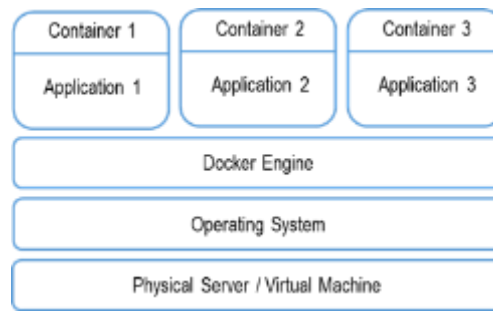 Container 1
Container 2
Container 3
Application 1
Application 2
Application 3
Docker Engine
Operating System
Physical Server / Virtual Machine